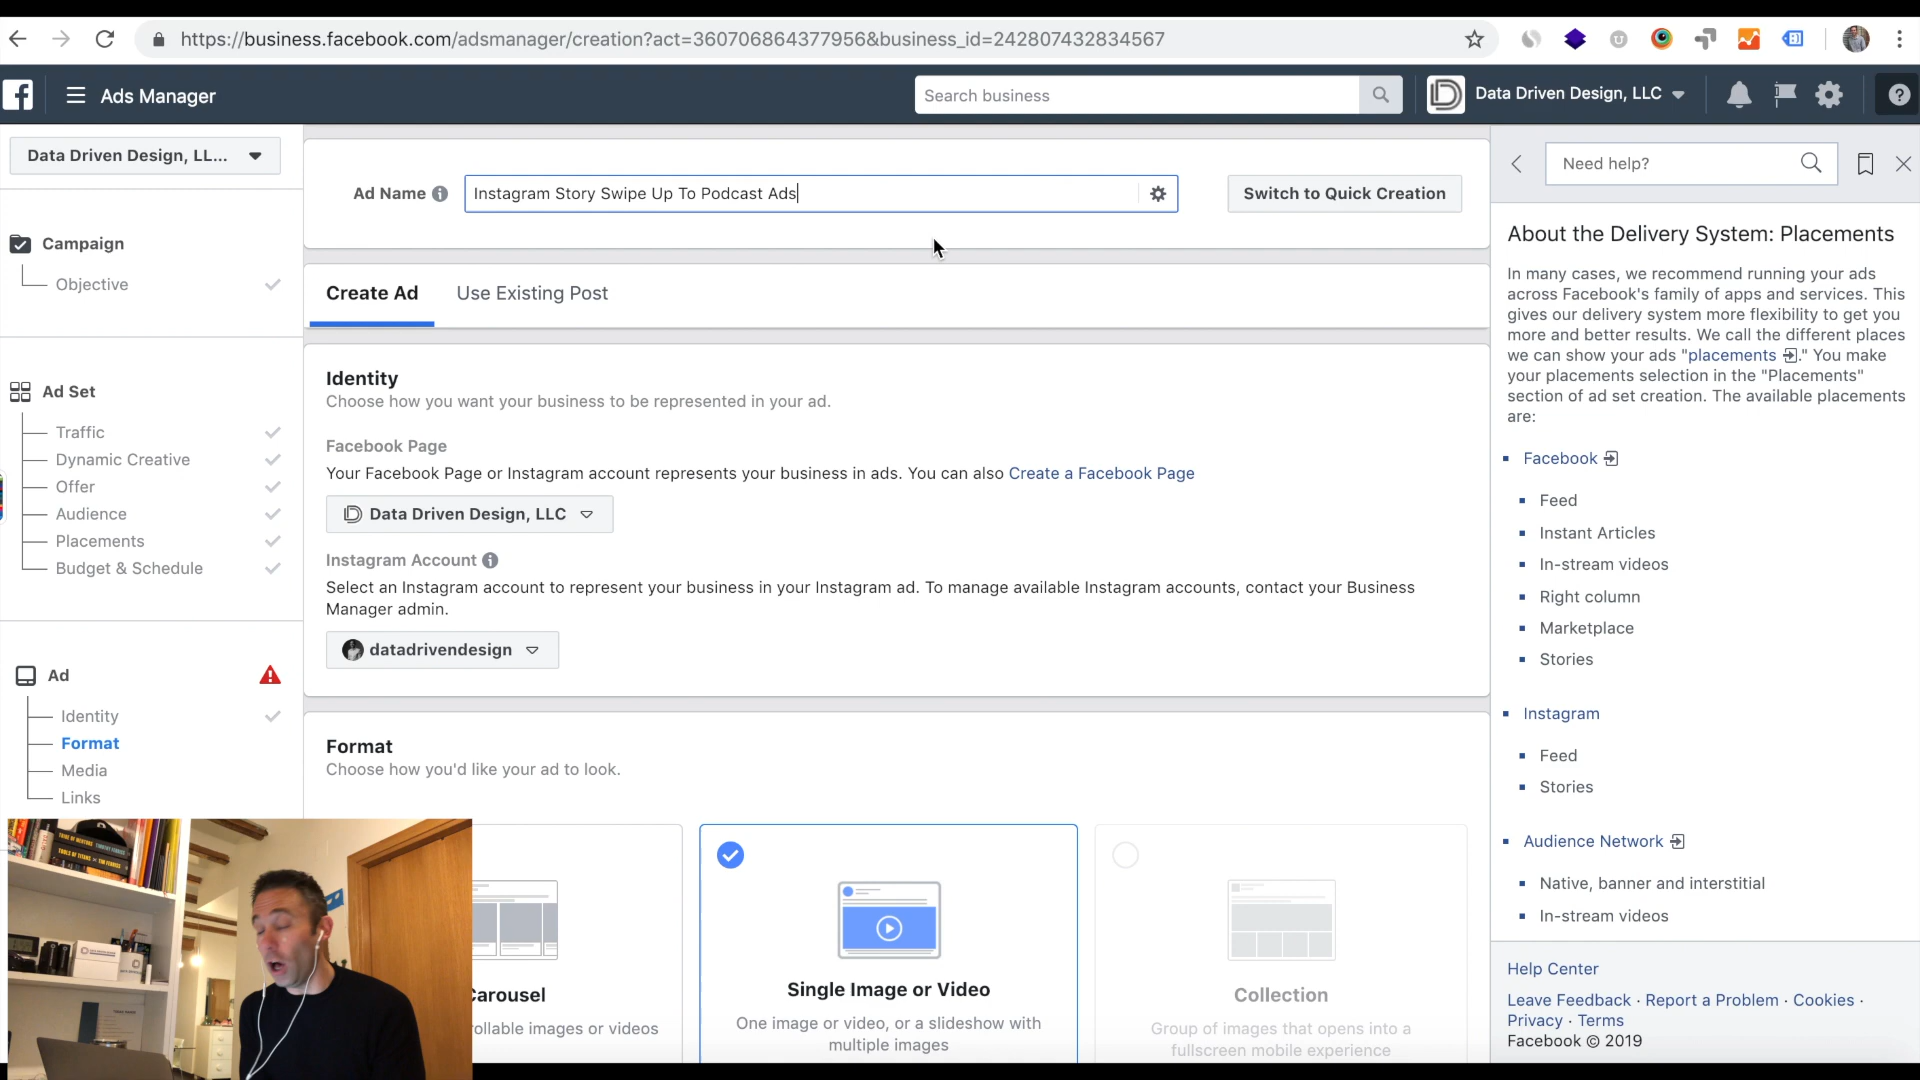 https://business.facebook.com/adsmanager/creation?act=360706864377956&business_id=242807432834567
Ads Manager
Search business
Data Driven Design, LLC
Data Driven Design, LL...
Ad Name
Instagram Story Swipe Up To Podcast Ads
Switch to Quick Creation
Need help?
Campaign
Objective
Ad Set
Traffic
Dynamic Creative
Offer
Audience
Placements
Budget & Schedule
Ad
Identity
Format
Media
Links
Create Ad
Use Existing Post
Identity
Choose how you want your business to be represented in your ad.
Facebook Page
Your Facebook Page or Instagram account represents your business in ads. You can also Create a Facebook Page
Data Driven Design, LLC
Instagram Account
Select an Instagram account to represent your business in your Instagram ad. To manage available Instagram accounts, contact your Business
Manager admin.
datadrivendesign
Format
Choose how you'd like your ad to look.
Carousel
ollable images or videos
Single Image or Video
One image or video, or a slideshow with
multiple images
Collection
Group of images that opens into a
fullscreen mobile experience
About the Delivery System: Placements
In many cases, we recommend running your ads
across Facebook's family of apps and services. This
gives our delivery system more flexibility to get you
more and better results. We call the different places
we can show your ads "placements ." You make
your placements selection in the "Placements"
section of ad set creation. The available placements
are:
Facebook
Feed
Instant Articles
In-stream videos
Right column
Marketplace
Stories
Instagram
Feed
Stories
Audience Network
Native, banner and interstitial
In-stream videos
Help Center
Leave Feedback · Report a Problem · Cookies ·
Privacy · Terms
Facebook © 2019
TRIBE OF MENTORS
TOOLS OF TITANS